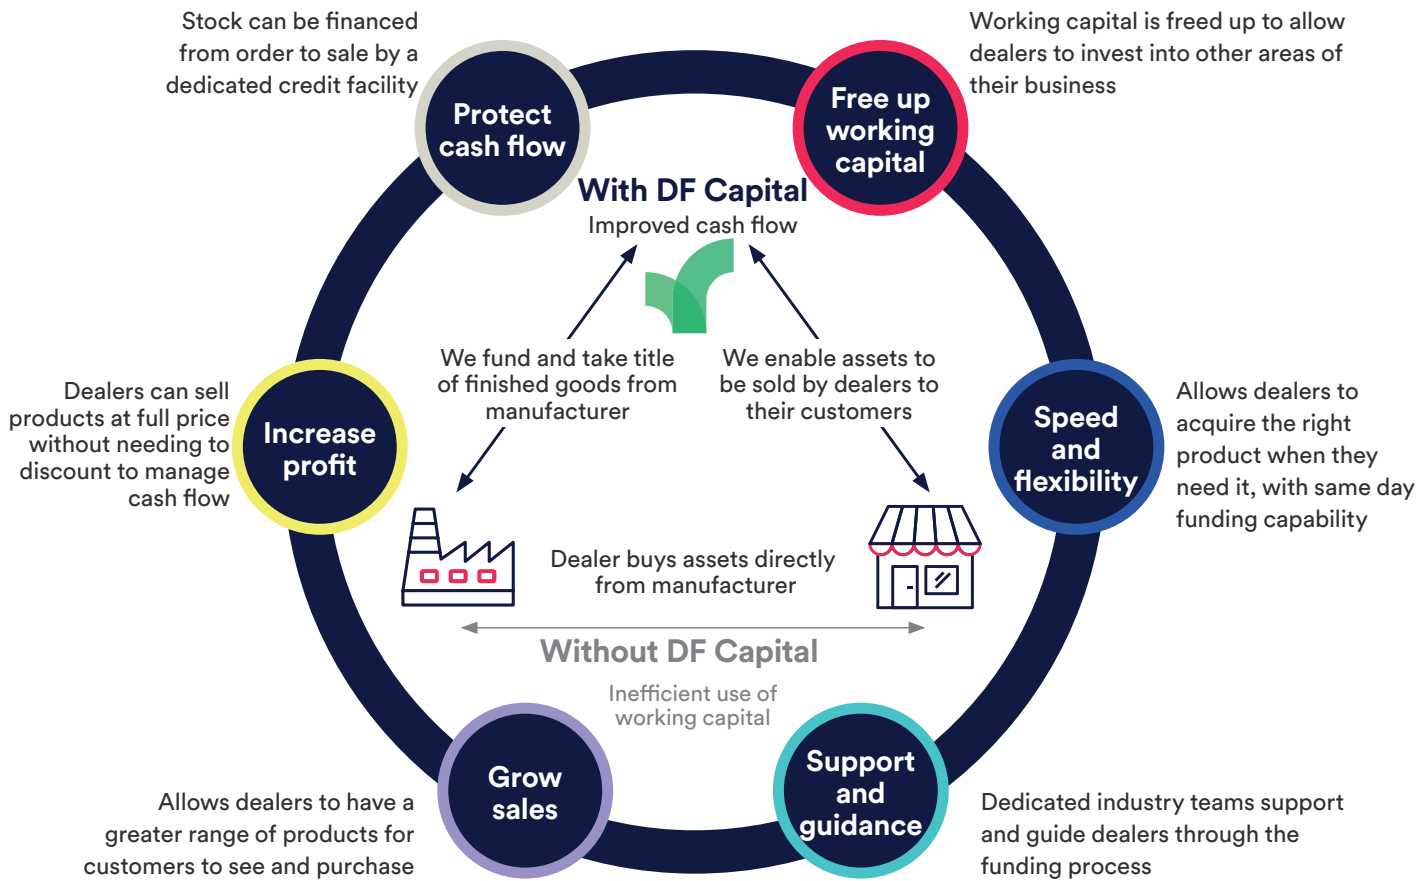 Stock can be financed
from order to sale by a
dedicated credit facility
Protect
cash flow
Free up
working
capital
Working capital is freed up to allow
dealers to invest into other areas of
their business
With DF Capital
Improved cash flow
We fund and take title
of finished goods from
manufacturer
We enable assets to
be sold by dealers to
their customers
Dealers can sell
products at full price
without needing to
discount to manage
cash flow
Increase
profit
Speed
and
flexibility
Allows dealers to
acquire the right
product when they
need it, with same day
funding capability
Dealer buys assets directly
from manufacturer
Without DF Capital
Inefficient use of
working capital
Allows dealers to have a
greater range of products for
customers to see and purchase
Grow
sales
Support
and
guidance
Dedicated industry teams support
and guide dealers through the
funding process